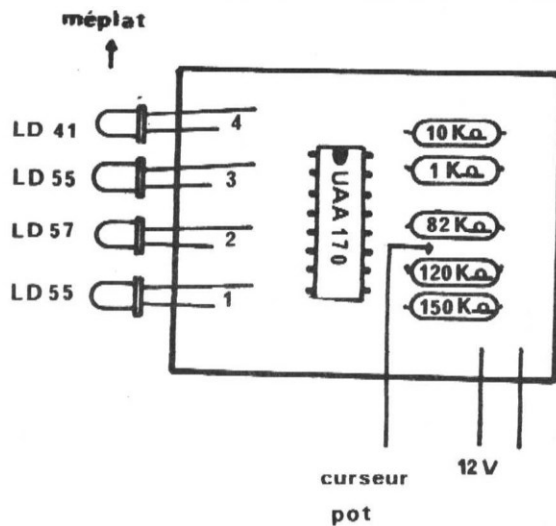 méplat
LD 41
4
10 KΩ
LD 55
3
1 KΩ
UAA 170
LD 57
2
82 KΩ
120 KΩ
LD 55
1
150 KΩ
12 V
curseur
pot